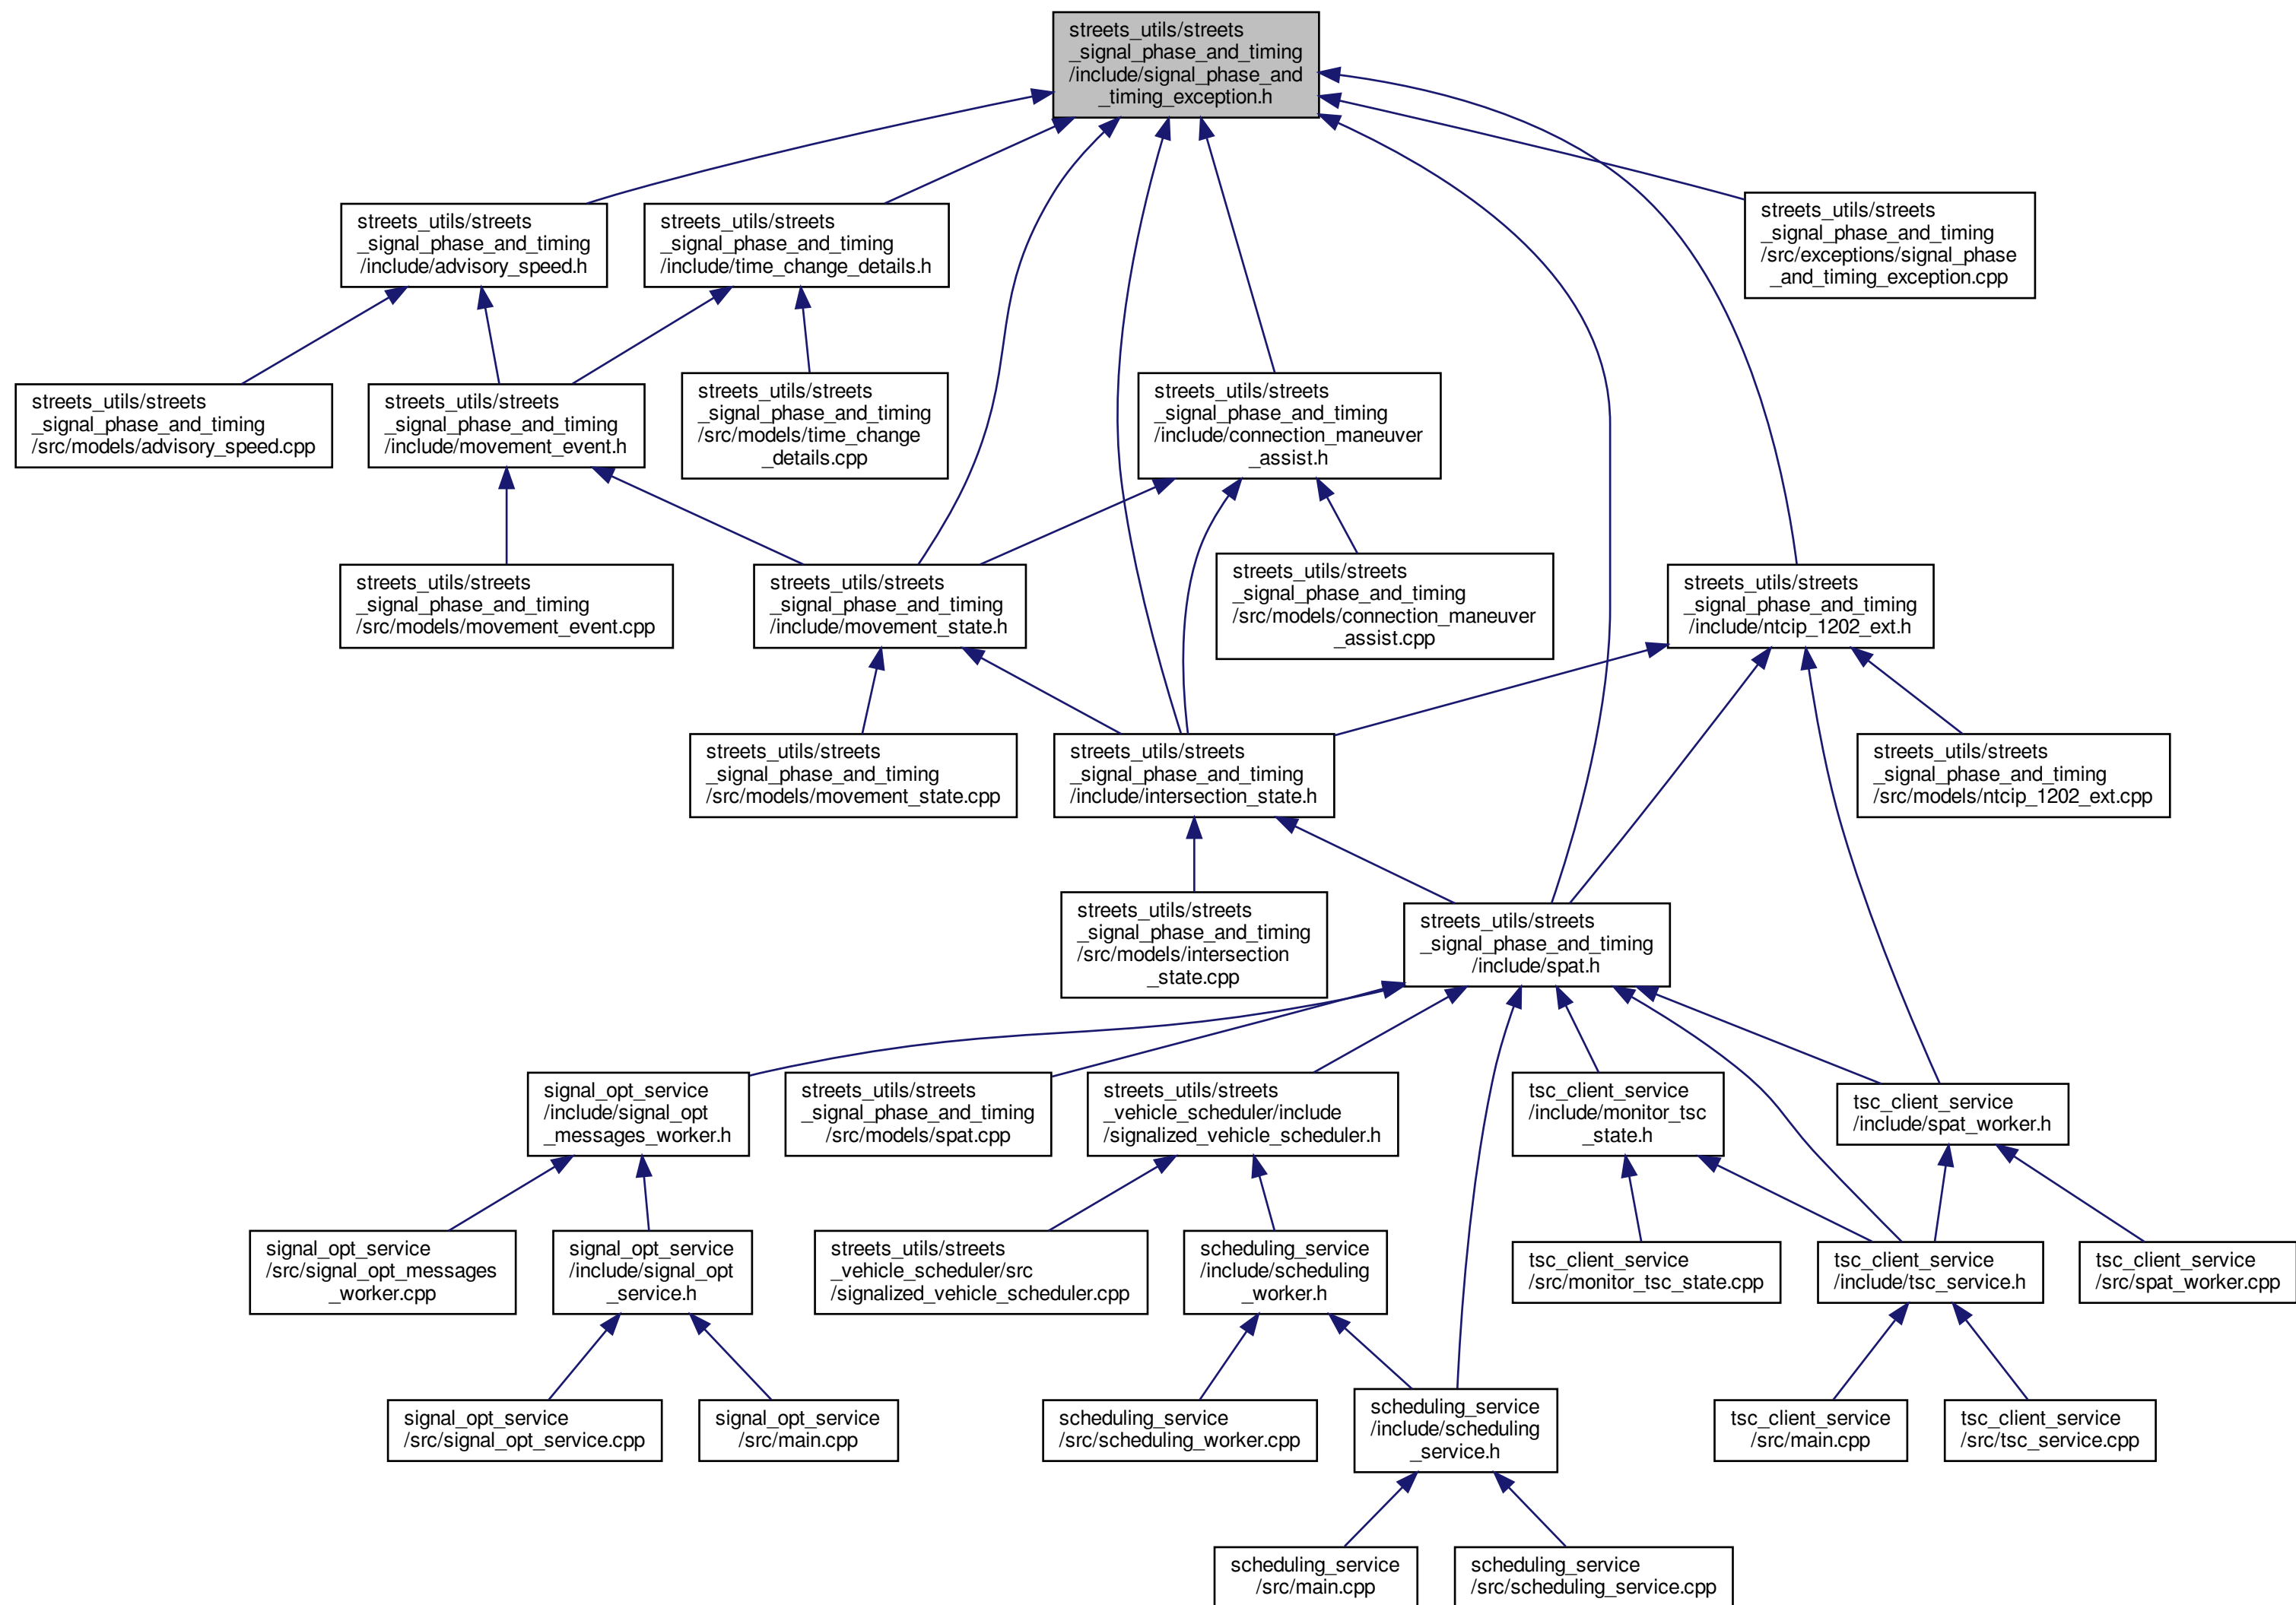 streets_utils/streets
_signal_phase_and_timing
/include/signal_phase_and
_timing_exception.h
streets_utils/streets
_signal_phase_and_timing
/include/advisory_speed.h
streets_utils/streets
_signal_phase_and_timing
/include/time_change_details.h
streets_utils/streets
_signal_phase_and_timing
/src/exceptions/signal_phase
_and_timing_exception.cpp
streets_utils/streets
_signal_phase_and_timing
/src/models/advisory_speed.cpp
streets_utils/streets
_signal_phase_and_timing
/include/movement_event.h
streets_utils/streets
_signal_phase_and_timing
/src/models/time_change
_details.cpp
streets_utils/streets
_signal_phase_and_timing
/include/connection_maneuver
_assist.h
streets_utils/streets
_signal_phase_and_timing
/src/models/movement_event.cpp
streets_utils/streets
_signal_phase_and_timing
/include/movement_state.h
streets_utils/streets
_signal_phase_and_timing
/src/models/connection_maneuver
_assist.cpp
streets_utils/streets
_signal_phase_and_timing
/include/ntcip_1202_ext.h
streets_utils/streets
_signal_phase_and_timing
/src/models/movement_state.cpp
streets_utils/streets
_signal_phase_and_timing
/include/intersection_state.h
streets_utils/streets
_signal_phase_and_timing
/src/models/ntcip_1202_ext.cpp
streets_utils/streets
_signal_phase_and_timing
/src/models/intersection
_state.cpp
streets_utils/streets
_signal_phase_and_timing
/include/spat.h
signal_opt_service
/include/signal_opt
_messages_worker.h
streets_utils/streets
_signal_phase_and_timing
/src/models/spat.cpp
streets_utils/streets
_vehicle_scheduler/include
/signalized_vehicle_scheduler.h
tsc_client_service
/include/monitor_tsc
_state.h
tsc_client_service
/include/spat_worker.h
signal_opt_service
/src/signal_opt_messages
_worker.cpp
signal_opt_service
/include/signal_opt
_service.h
streets_utils/streets
_vehicle_scheduler/src
/signalized_vehicle_scheduler.cpp
scheduling_service
/include/scheduling
_worker.h
tsc_client_service
/src/monitor_tsc_state.cpp
tsc_client_service
/include/tsc_service.h
tsc_client_service
/src/spat_worker.cpp
signal_opt_service
/src/signal_opt_service.cpp
signal_opt_service
/src/main.cpp
scheduling_service
/src/scheduling_worker.cpp
scheduling_service
/include/scheduling
_service.h
tsc_client_service
/src/main.cpp
tsc_client_service
/src/tsc_service.cpp
scheduling_service
/src/main.cpp
scheduling_service
/src/scheduling_service.cpp